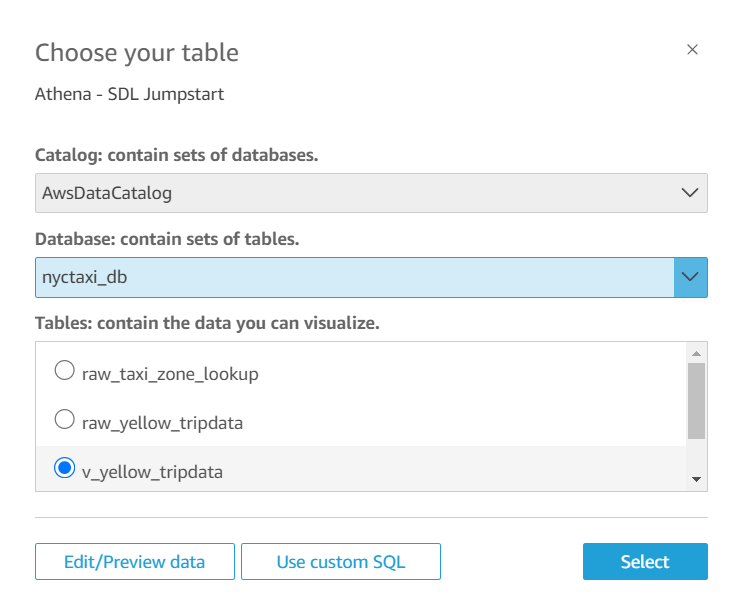 Choose your table
Athena - SDL Jumpstart
Catalog: contain sets of databases.
AwsDataCatalog
Database: contain sets of tables.
nyctaxi_db
Tables: contain the data you can visualize.
raw_taxi_zone_lookup
raw_yellow_tripdata
v_yellow_tripdata
Edit/Preview data Use custom SQL Select